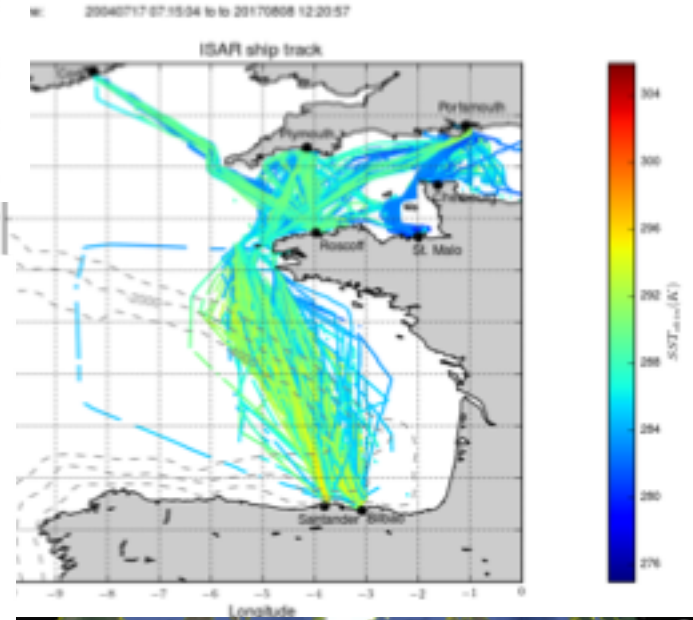 20040717 07:15:04 to to 20170808 12:20:57
ISAR ship track
Portsmouth
Plymouth
Roscoff
St. Malo
2000
Santander Bilbao
304
300
296
292
288
284
280
276
-9 -8 -7 -6 -5 -4 -3 -2 -1 0
Longitude